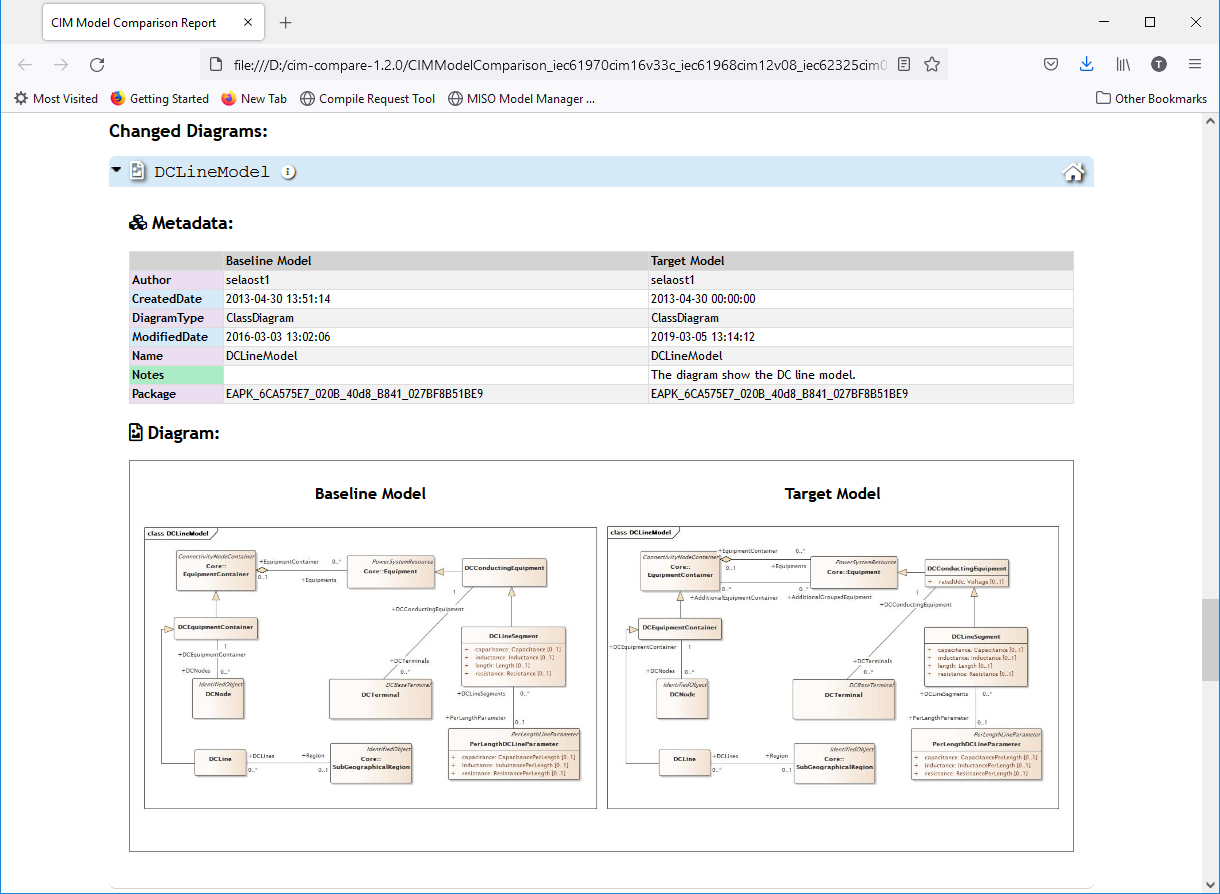 CIM Model Comparison Report
file:///D:/cim-compare-1.2.0/CIMModelComparison_iec61970cim16v33c_iec61968cim12v08_iec62325cim0
Most Visited Getting Started New Tab Compile Request Tool MISO Model Manager ... Other Bookmarks
Changed Diagrams:
DCLineModel
Metadata:
Baseline Model Target Model
Author selaost1 selaost1
CreatedDate 2013-04-30 13:51:14 2013-04-30 00:00:00
DiagramType ClassDiagram ClassDiagram
ModifiedDate 2016-03-03 13:02:06 2019-03-05 13:14:12
Name DCLineModel DCLineModel
Notes The diagram show the DC line model.
Package EAPK_6CA575E7_020B_40d8_B841_027BF8B51BE9 EAPK_6CA575E7_020B_40d8_B841_027BF8B51BE9
Diagram:
Baseline Model
class DCLineModel
ConnectivityNodeContainer
Core::
EquipmentContainer
+EquipmentContainer 0..*
0..1 +Equipments
PowerSystemResource
Core::Equipment
DCConductingEquipment
1
+DCConductingEquipment
DCEquipmentContainer
1
+DCEquipmentContainer
+DCNodes 0..*
IdentifiedObject
DCNode
+DCTerminals
0..*
DCBaseTerminal
DCTerminal
DCLineSegment
+ capacitance: Capacitance [0..1]
+ inductance: Inductance [0..1]
+ length: Length [0..1]
+ resistance: Resistance [0..1]
+DCLineSegments 0..*
+PerLengthParameter 0..1
PerLengthLineParameter
PerLengthDCLineParameter
+ capacitance: CapacitancePerLength [0..1]
+ inductance: InductancePerLength [0..1]
+ resistance: ResistancePerLength [0..1]
DCLine
+DCLines +Region
0..* 0..1
IdentifiedObject
Core::
SubGeographicalRegion
Target Model
class DCLineModel
ConnectivityNodeContainer
Core::
EquipmentContainer
+EquipmentContainer 0..*
0..1 +Equipments
0..* 0..*
+AdditionalEquipmentContainer +AdditionalGroupedEquipment
PowerSystemResource
Core::Equipment
DCConductingEquipment
+ ratedUdc: Voltage [0..1]
1
+DCConductingEquipment
DCEquipmentContainer
+DCEquipmentContainer 1
+DCNodes 0..*
IdentifiedObject
DCNode
+DCTerminals
0..*
DCBaseTerminal
DCTerminal
DCLineSegment
+ capacitance: Capacitance [0..1]
+ inductance: Inductance [0..1]
+ length: Length [0..1]
+ resistance: Resistance [0..1]
+DCLineSegments 0..*
+PerLengthParameter 0..1
PerLengthLineParameter
PerLengthDCLineParameter
+ capacitance: CapacitancePerLength [0..1]
+ inductance: InductancePerLength [0..1]
+ resistance: ResistancePerLength [0..1]
DCLine
+DCLines +Region
0..* 0..1
IdentifiedObject
Core::
SubGeographicalRegion